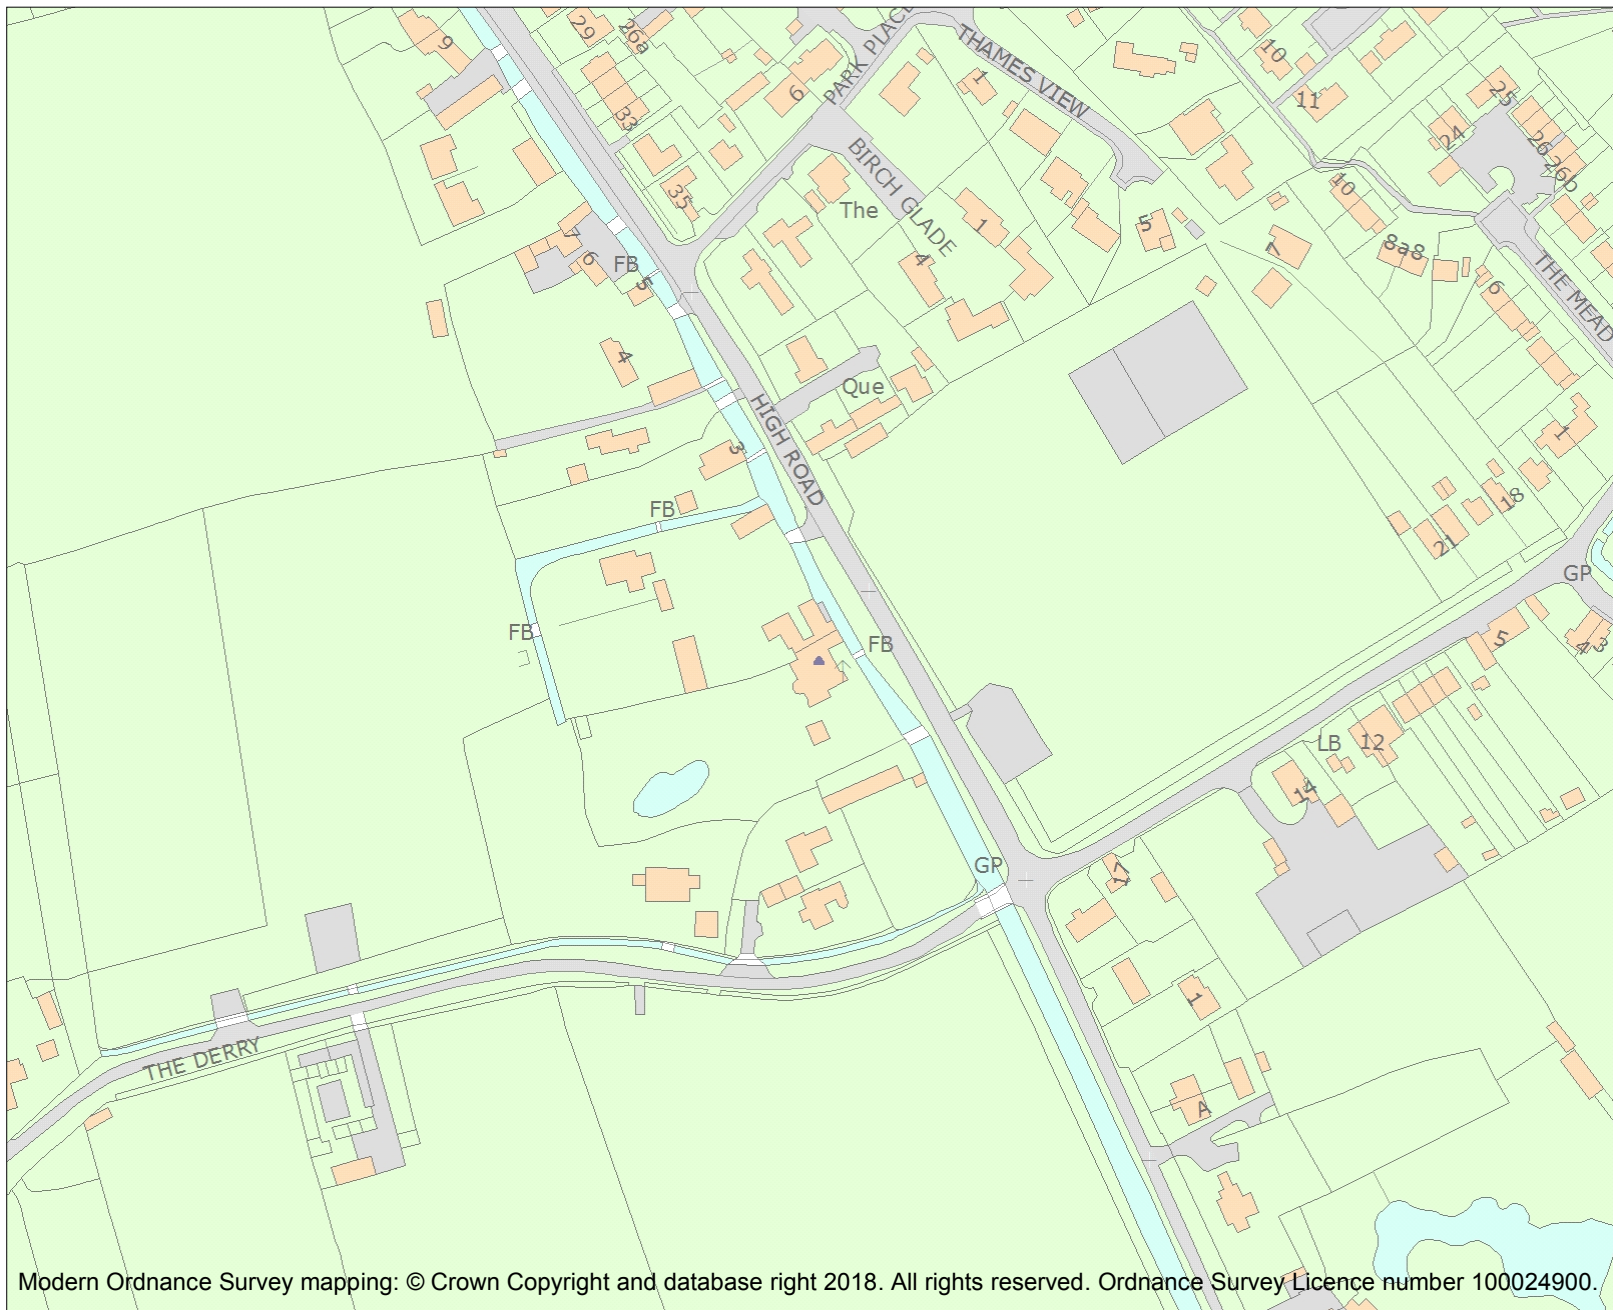 9
29
26a
6
PARK PLACE
THAMES VIEW
1
10
11
25
24
26
26b
33
35
BIRCH GLADE
The
1
4
5
7
10
8a8
6
THE MEAD
7
6
FB
5
4
Que
HIGH ROAD
3
FB
1
18
21
GP
FB
FB
5
4
3
LB
12
14
GP
17
1
THE DERRY
A
Modern Ordnance Survey mapping: © Crown Copyright and database right 2018. All rights reserved. Ordnance Survey Licence number 100024900.